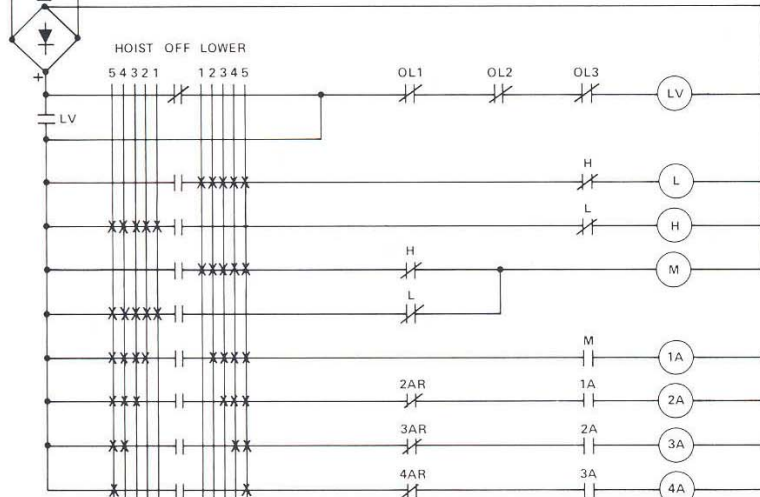 HOIST OFF LOWER
5 4 3 2 1 1 2 3 4 5
OL1 OL2 OL3
+
LV
LV
H
L
L
H
H
M
L
M
1A
2AR 1A
2A
3AR 2A
3A
4AR 3A
4A